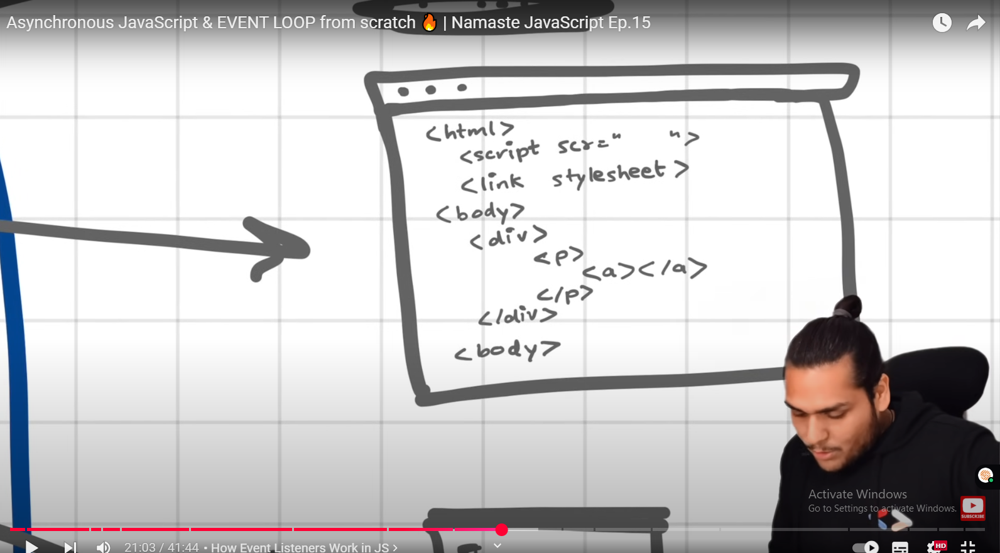 Asynchronous JavaScript & EVENT LOOP from scratch 🔥 | Namaste JavaScript Ep.15
<html>
<script scr=" ">
<link stylesheet>
<body>
<div>
<p>
<a></a>
</p>
</div>
<body>
Activate Windows
Go to Settings to activate Windows.
SUBSCRIBE
21:03 / 41:44 • How Event Listeners Work in JS >
HD